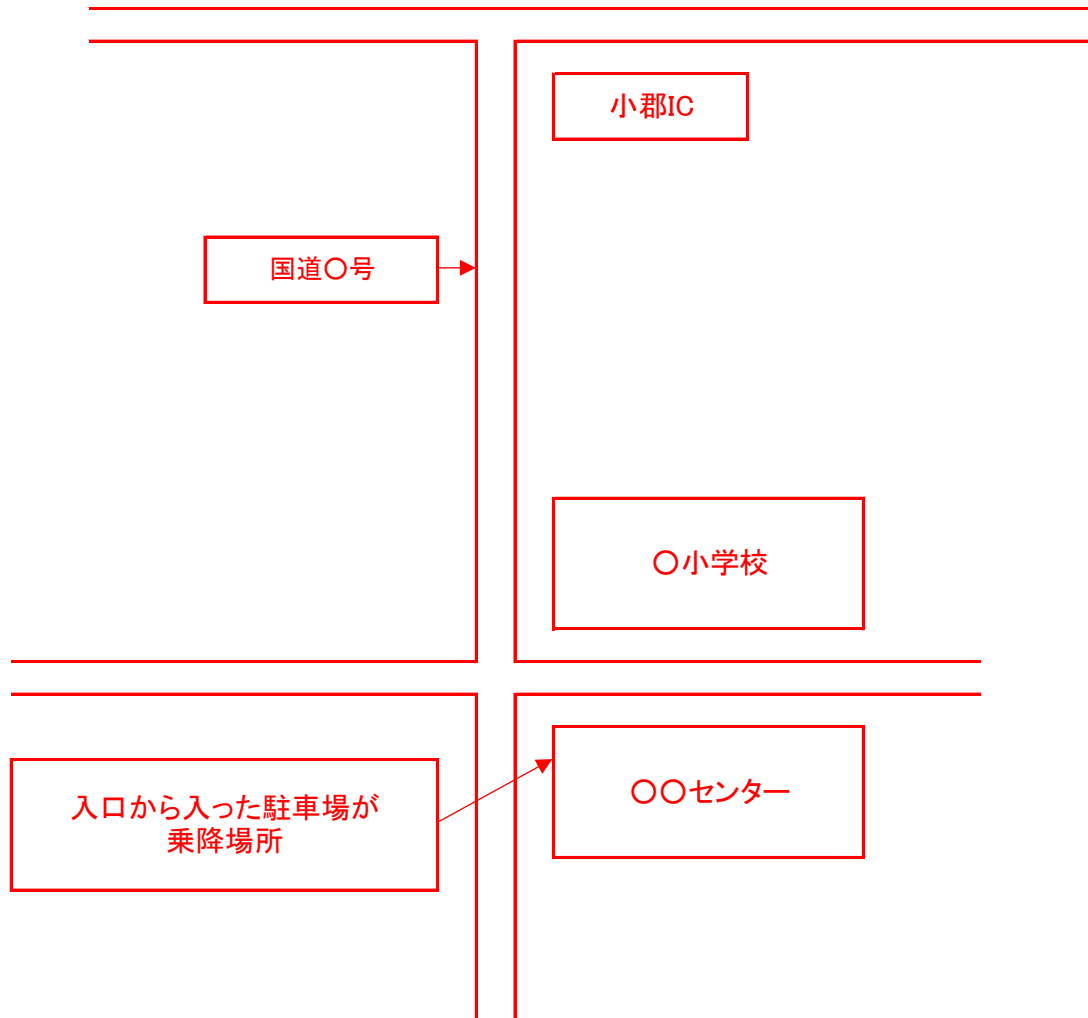 小郡IC
国道〇号
〇小学校
〇〇センター
入口から入った駐車場が
乗降場所